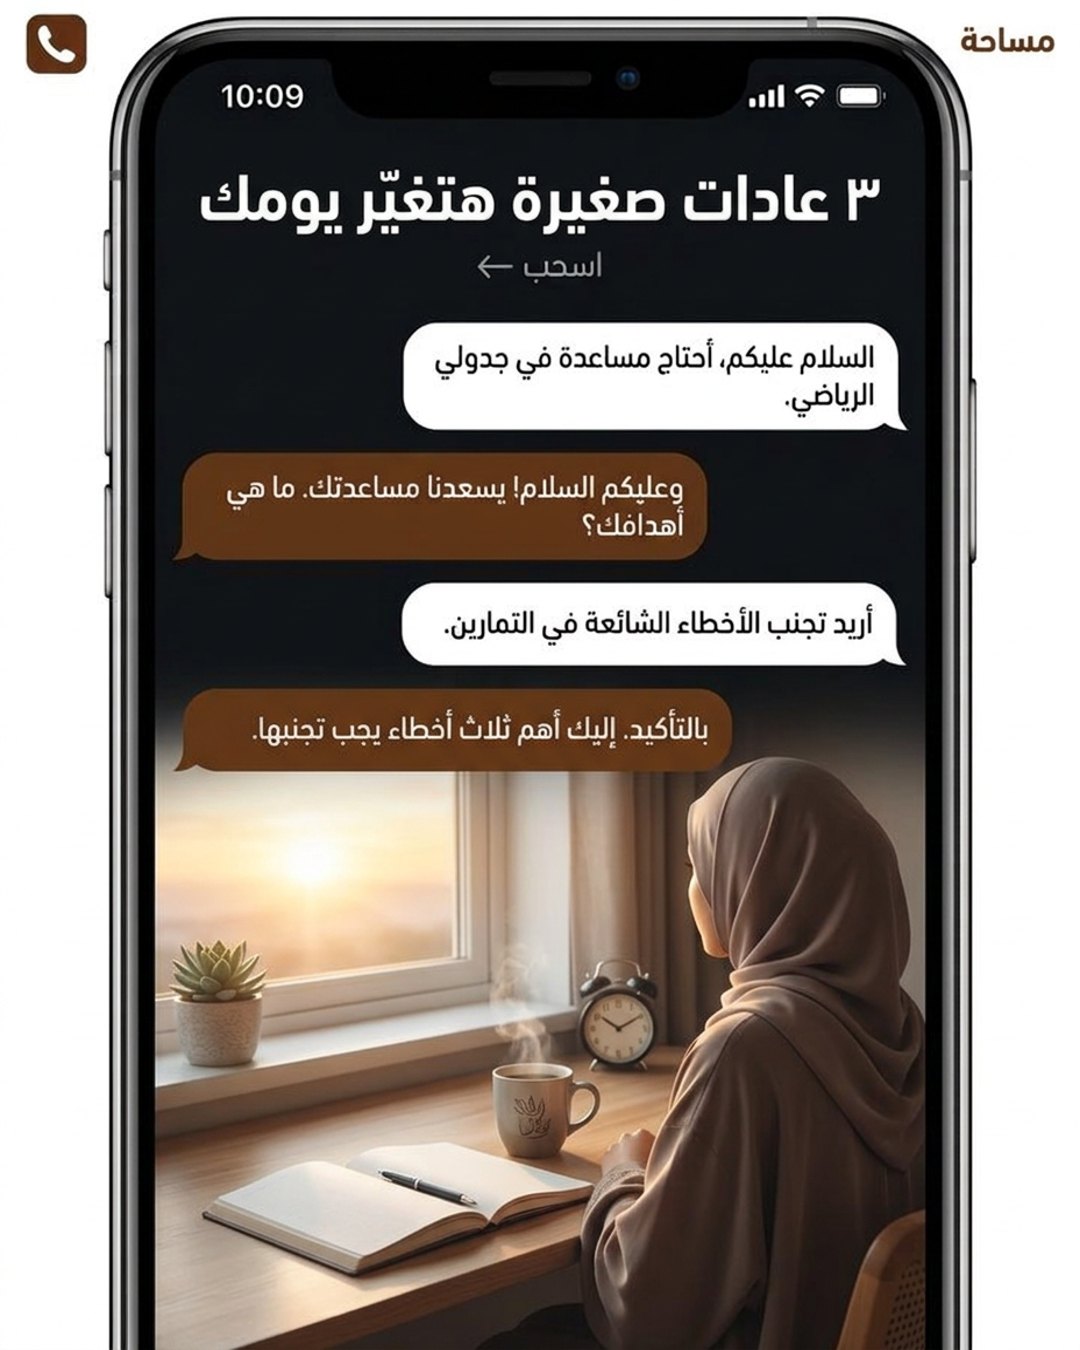 مساحة
10:09
٣ عادات صغيرة هتغيّر يومك
اسحب ←
السلام عليكم، أحتاج مساعدة في جدولي
الرياضي.
وعليكم السلام! يسعدنا مساعدتك. ما هي
أهدافك؟
أريد تجنب الأخطاء الشائعة في التمارين.
بالتأكيد. إليك أهم ثلاث أخطاء يجب تجنبها.